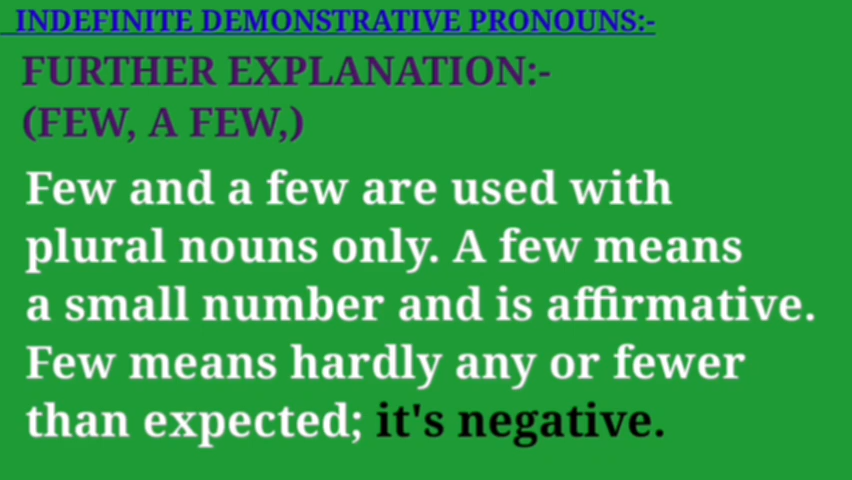 INDEFINITE DEMONSTRATIVE PRONOUNS:-
FURTHER EXPLANATION:-
(FEW, A FEW,)
Few and a few are used with
plural nouns only. A few means
a small number and is affirmative.
Few means hardly any or fewer
than expected; it's negative.